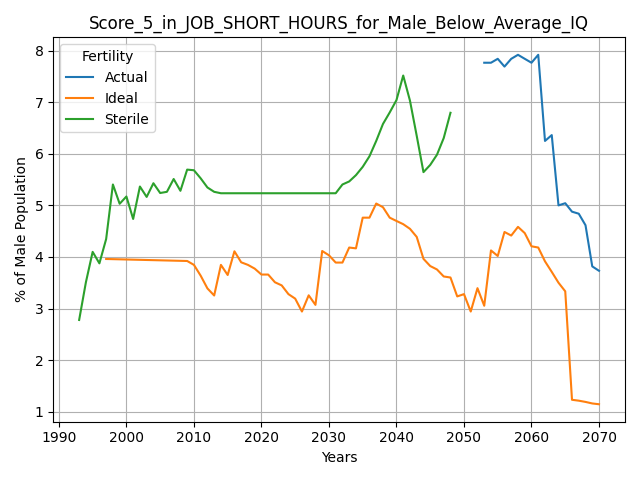 Score_5_in_JOB_SHORT_HOURS_for_Male_Below_Average_IQ
Fertility
Actual
Ideal
Sterile
% of Male Population
8
7
6
5
4
3
2
1
1990 2000 2010 2020 2030 2040 2050 2060 2070
Years